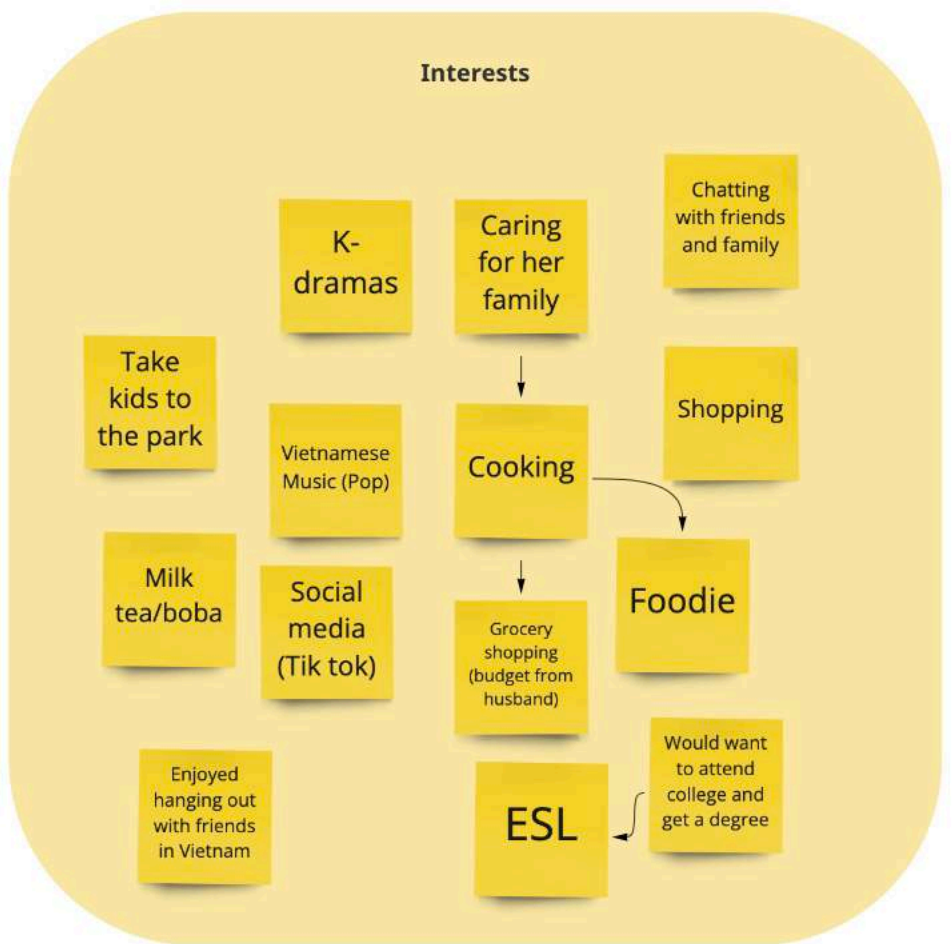 Interests
K-
dramas
Caring
for her
family
Chatting
with friends
and family
Take
kids to
the park
Vietnamese
Music (Pop)
Cooking
Shopping
Milk
tea/boba
Social
media
(Tik tok)
Grocery
shopping
(budget from
husband)
Foodie
Enjoyed
hanging out
with friends
in Vietnam
ESL
Would want
to attend
college and
get a degree